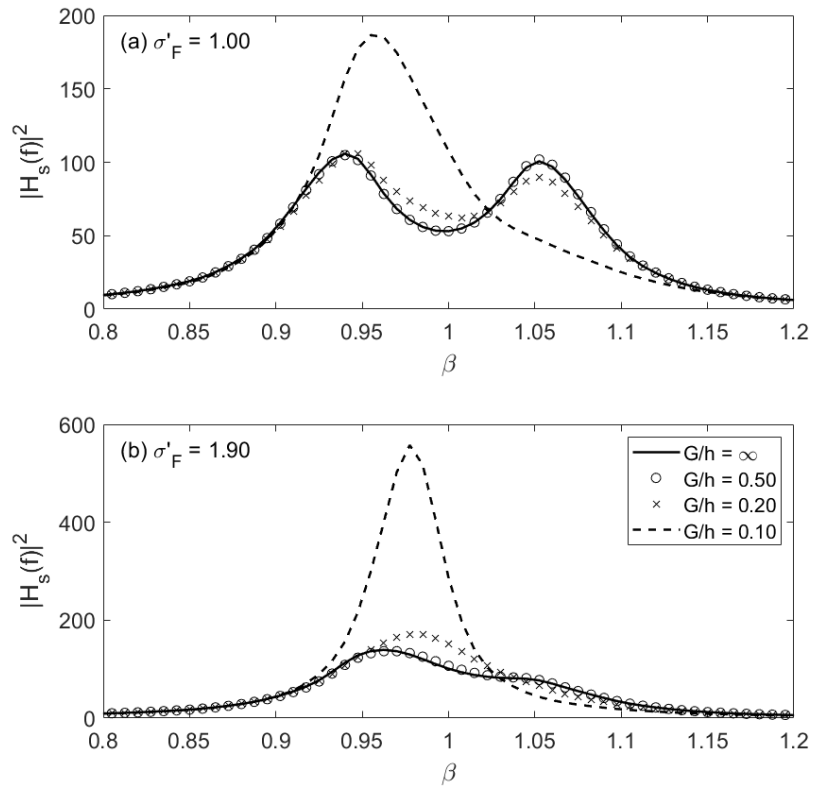 (a) σ'F = 1.00
|Hs(f)|²
200
150
100
50
0
0.8 0.85 0.9 0.95 1 1.05 1.1 1.15 1.2
β
(b) σ'F = 1.90
|Hs(f)|²
600
400
200
0
G/h = ∞
G/h = 0.50
G/h = 0.20
G/h = 0.10
0.8 0.85 0.9 0.95 1 1.05 1.1 1.15 1.2
β